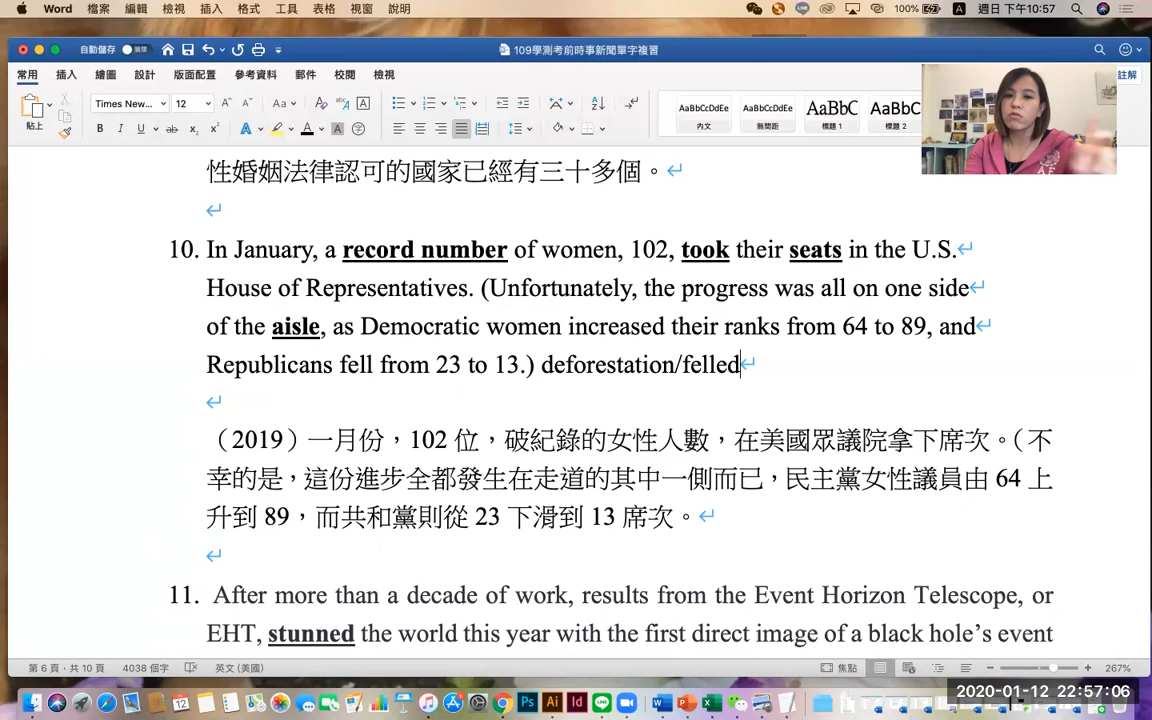 Word 檔案 編輯 檢視 插入 格式 工具 表格 視窗 說明 100% A 週日 下午10:57
自動儲存 109學測考前時事新聞單字複習
常用 插入 繪圖 設計 版面配置 參考資料 郵件 校閱 檢視 註解
貼上 Times New... 12 AaBbCcDdEe AaBbCcDdEe AaBbC AaBbC
內文 無間距 標題 1 標題 2
性婚姻法律認可的國家已經有三十多個。
10. In January, a record number of women, 102, took their seats in the U.S.
House of Representatives. (Unfortunately, the progress was all on one side
of the aisle, as Democratic women increased their ranks from 64 to 89, and
Republicans fell from 23 to 13.) deforestation/felled
（2019）一月份，102 位，破紀錄的女性人數，在美國眾議院拿下席次。（不
幸的是，這份進步全都發生在走道的其中一側而已，民主黨女性議員由 64 上
升到 89，而共和黨則從 23 下滑到 13 席次。
11. After more than a decade of work, results from the Event Horizon Telescope, or
EHT, stunned the world this year with the first direct image of a black hole's event
第 6 頁，共 10 頁 4038 個字 英文 (美國) 焦點 267%
2020-01-12 22:57:06